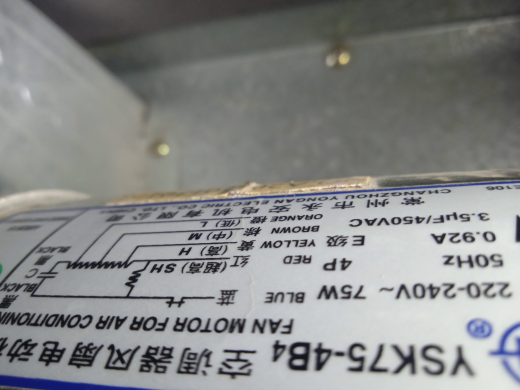 YSK75-4B4 空调器风扇电动机
® FAN MOTOR FOR AIR CONDITIONING
220-240V~ 75W
50Hz 4P
0.92A E级
3.5μF/450VAC
蓝 BLUE
红 RED (超高) SH
黄 YELLOW (高) H
棕 BROWN (中) M
橙 ORANGE (低) L
黑 BLACK
C
黑 BLACK
常州市永安电机有限公司
CHANGZHOU YONGAN ELECTRIC CO.